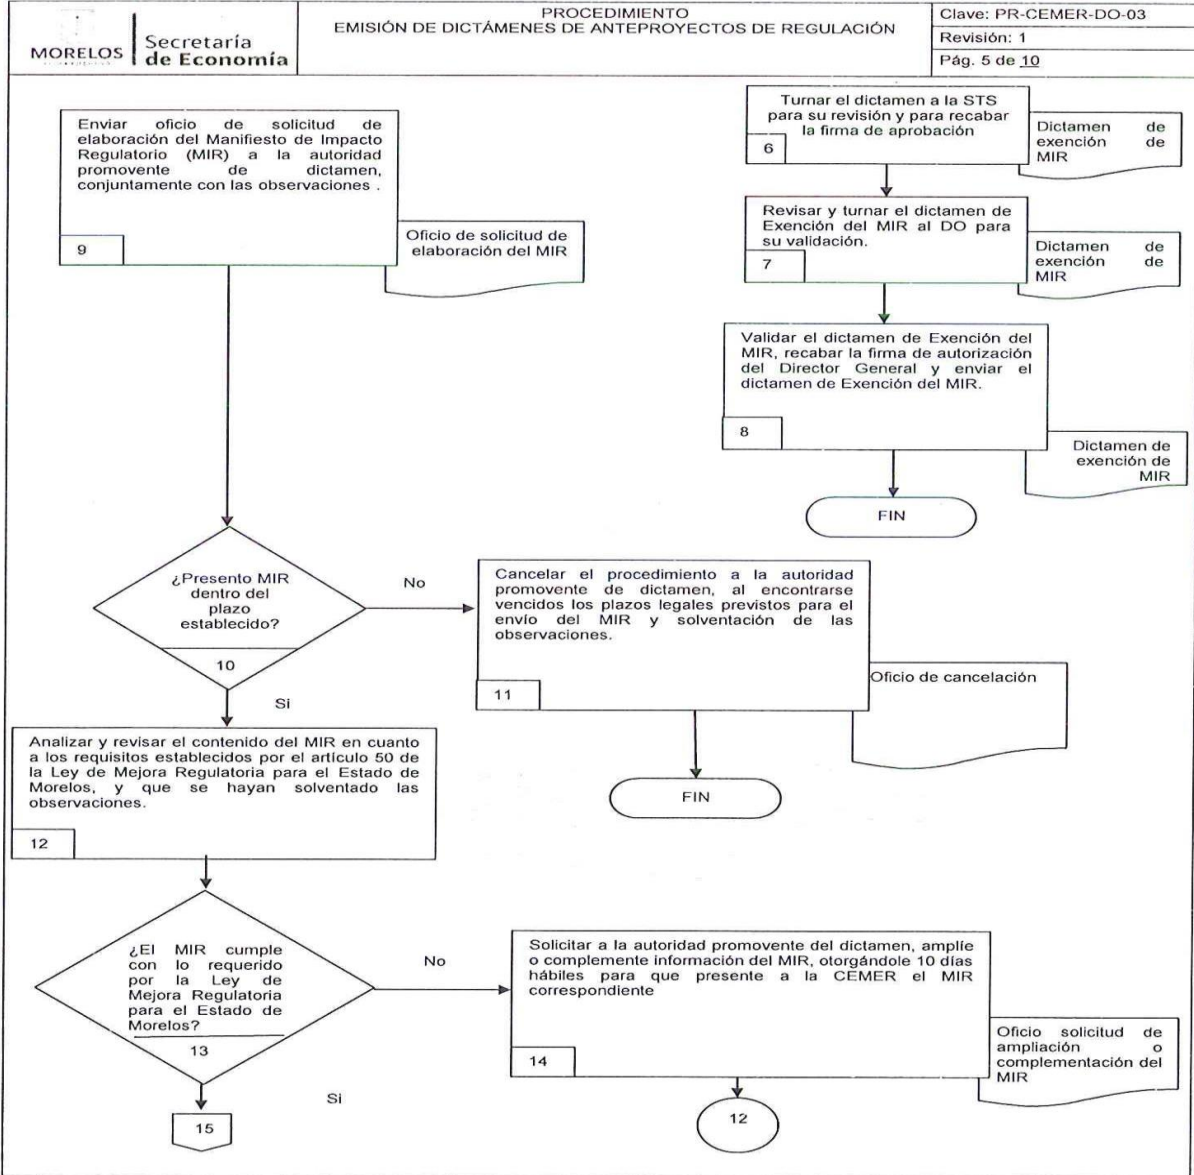 MORELOS
Secretaría
de Economía
PROCEDIMIENTO
EMISIÓN DE DICTÁMENES DE ANTEPROYECTOS DE REGULACIÓN
Clave: PR-CEMER-DO-03
Revisión: 1
Pág. 5 de 10
Enviar oficio de solicitud de
elaboración del Manifiesto de Impacto
Regulatorio (MIR) a la autoridad
promovente de dictamen,
conjuntamente con las observaciones .
9
Oficio de solicitud de
elaboración del MIR
Turnar el dictamen a la STS
para su revisión y para recabar
la firma de aprobación
6
Dictamen de
exención de
MIR
Revisar y turnar el dictamen de
Exención del MIR al DO para
su validación.
7
Dictamen de
exención de
MIR
Validar el dictamen de Exención del
MIR, recabar la firma de autorización
del Director General y enviar el
dictamen de Exención del MIR.
8
Dictamen de
exención de
MIR
FIN
¿Presento MIR
dentro del
plazo
establecido?
10
No
Si
Cancelar el procedimiento a la autoridad
promovente de dictamen, al encontrarse
vencidos los plazos legales previstos para el
envío del MIR y solventación de las
observaciones.
11
Oficio de cancelación
FIN
Analizar y revisar el contenido del MIR en cuanto
a los requisitos establecidos por el artículo 50 de
la Ley de Mejora Regulatoria para el Estado de
Morelos, y que se hayan solventado las
observaciones.
12
¿El MIR cumple
con lo requerido
por la Ley de
Mejora Regulatoria
para el Estado de
Morelos?
13
No
Si
Solicitar a la autoridad promovente del dictamen, amplíe
o complemente información del MIR, otorgándole 10 días
hábiles para que presente a la CEMER el MIR
correspondiente
14
Oficio solicitud de
ampliación o
complementación del
MIR
15
12